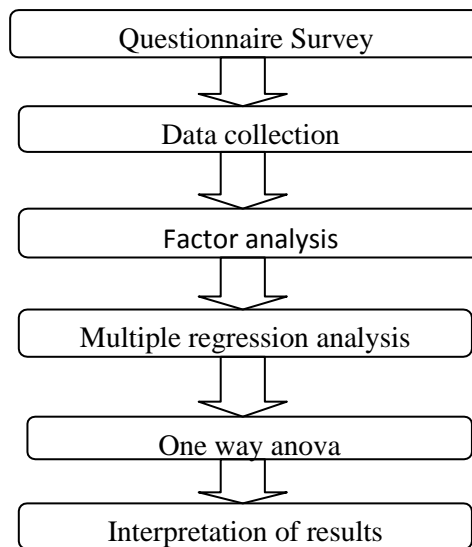 Questionnaire Survey
Data collection
Factor analysis
Multiple regression analysis
One way anova
Interpretation of results